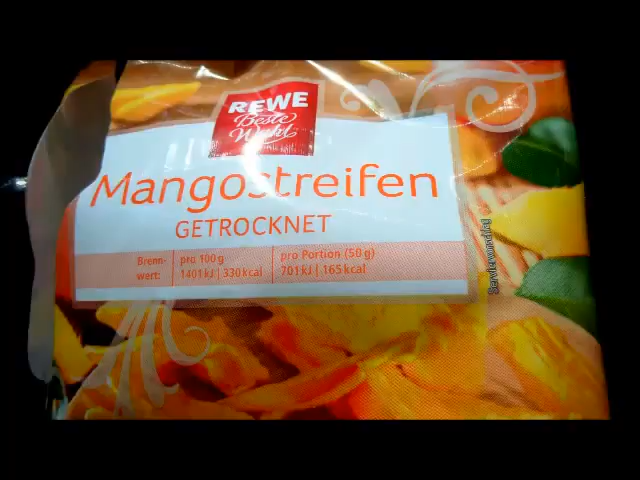 REWE
Beste
Wahl
Mangostreifen
GETROCKNET
Brenn-
wert:
pro 100 g
1401 kJ | 330 kcal
pro Portion (50 g)
701 kJ | 165 kcal
Serviervorschlag